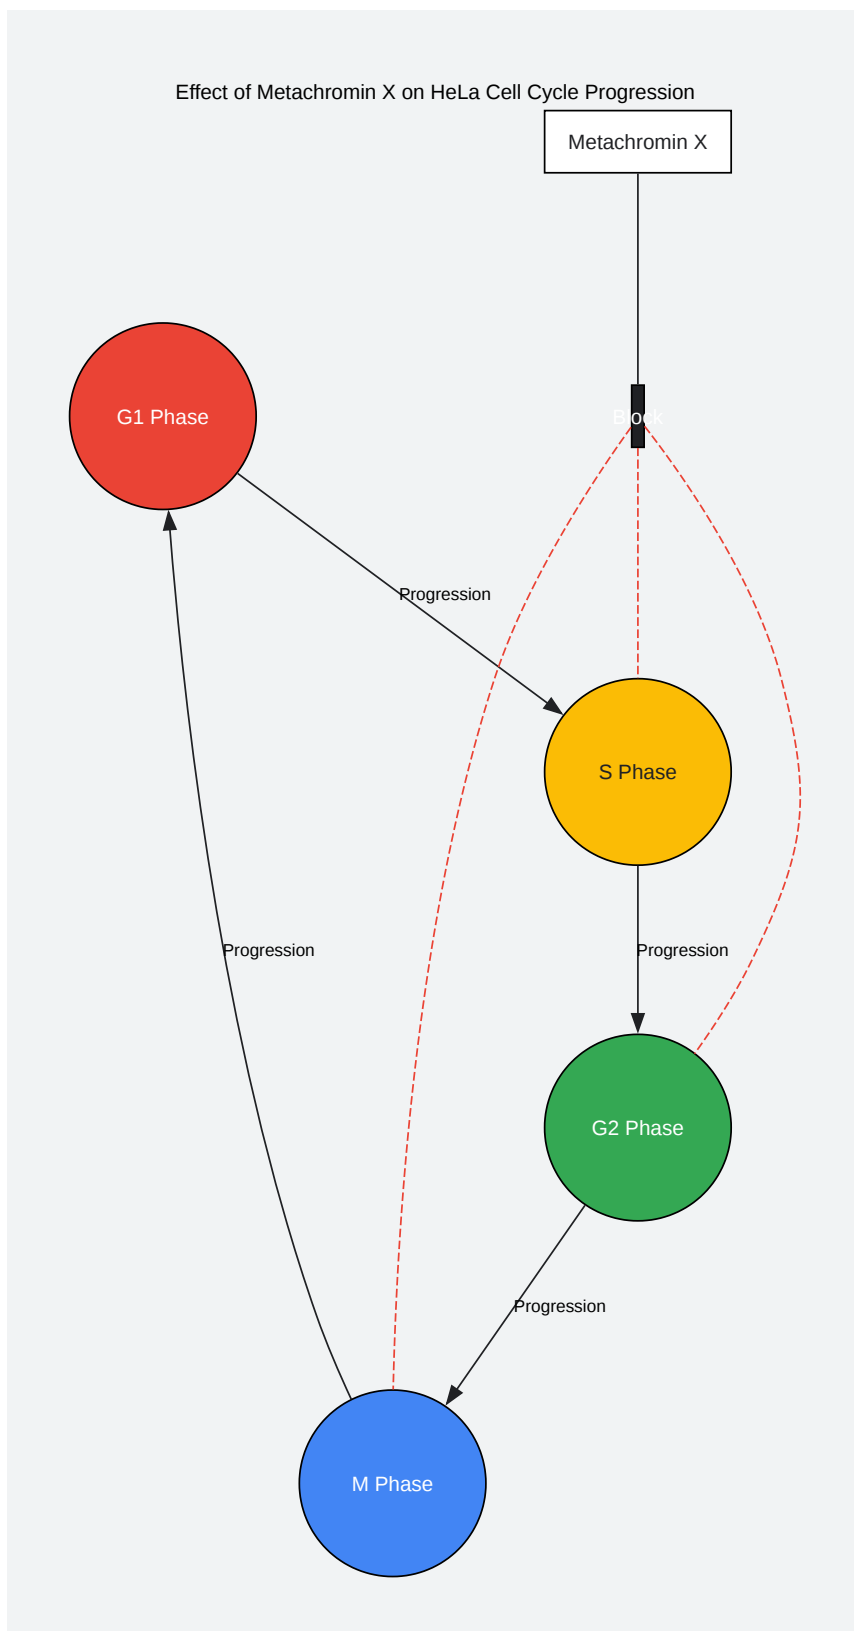 Effect of Metachromin X on HeLa Cell Cycle Progression
Metachromin X
G1 Phase
Block
Progression
S Phase
Progression
Progression
G2 Phase
Progression
M Phase